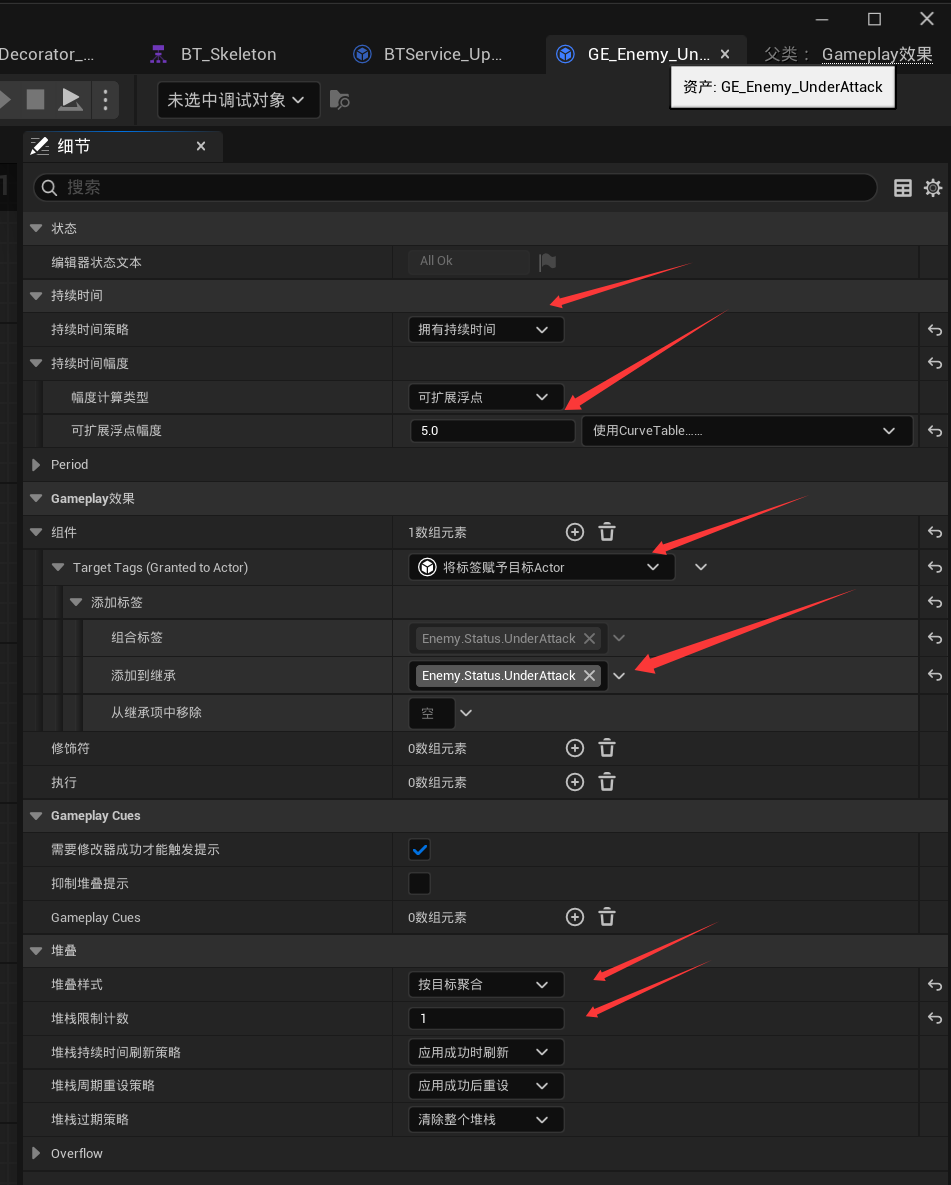 Decorator_...
BT_Skeleton
BTService_Up...
GE_Enemy_Un...
父类：
Gameplay效果
资产: GE_Enemy_UnderAttack
未选中调试对象
细节
搜索
状态
编辑器状态文本
All Ok
持续时间
持续时间策略
拥有持续时间
持续时间幅度
幅度计算类型
可扩展浮点
可扩展浮点幅度
5.0
使用CurveTable......
Period
Gameplay效果
组件
1数组元素
Target Tags (Granted to Actor)
将标签赋予目标Actor
添加标签
组合标签
Enemy.Status.UnderAttack
添加到继承
Enemy.Status.UnderAttack
从继承项中移除
空
修饰符
0数组元素
执行
0数组元素
Gameplay Cues
需要修改器成功才能触发提示
抑制堆叠提示
Gameplay Cues
0数组元素
堆叠
堆叠样式
按目标聚合
堆栈限制计数
1
堆栈持续时间刷新策略
应用成功时刷新
堆栈周期重设策略
应用成功后重设
堆栈过期策略
清除整个堆栈
Overflow